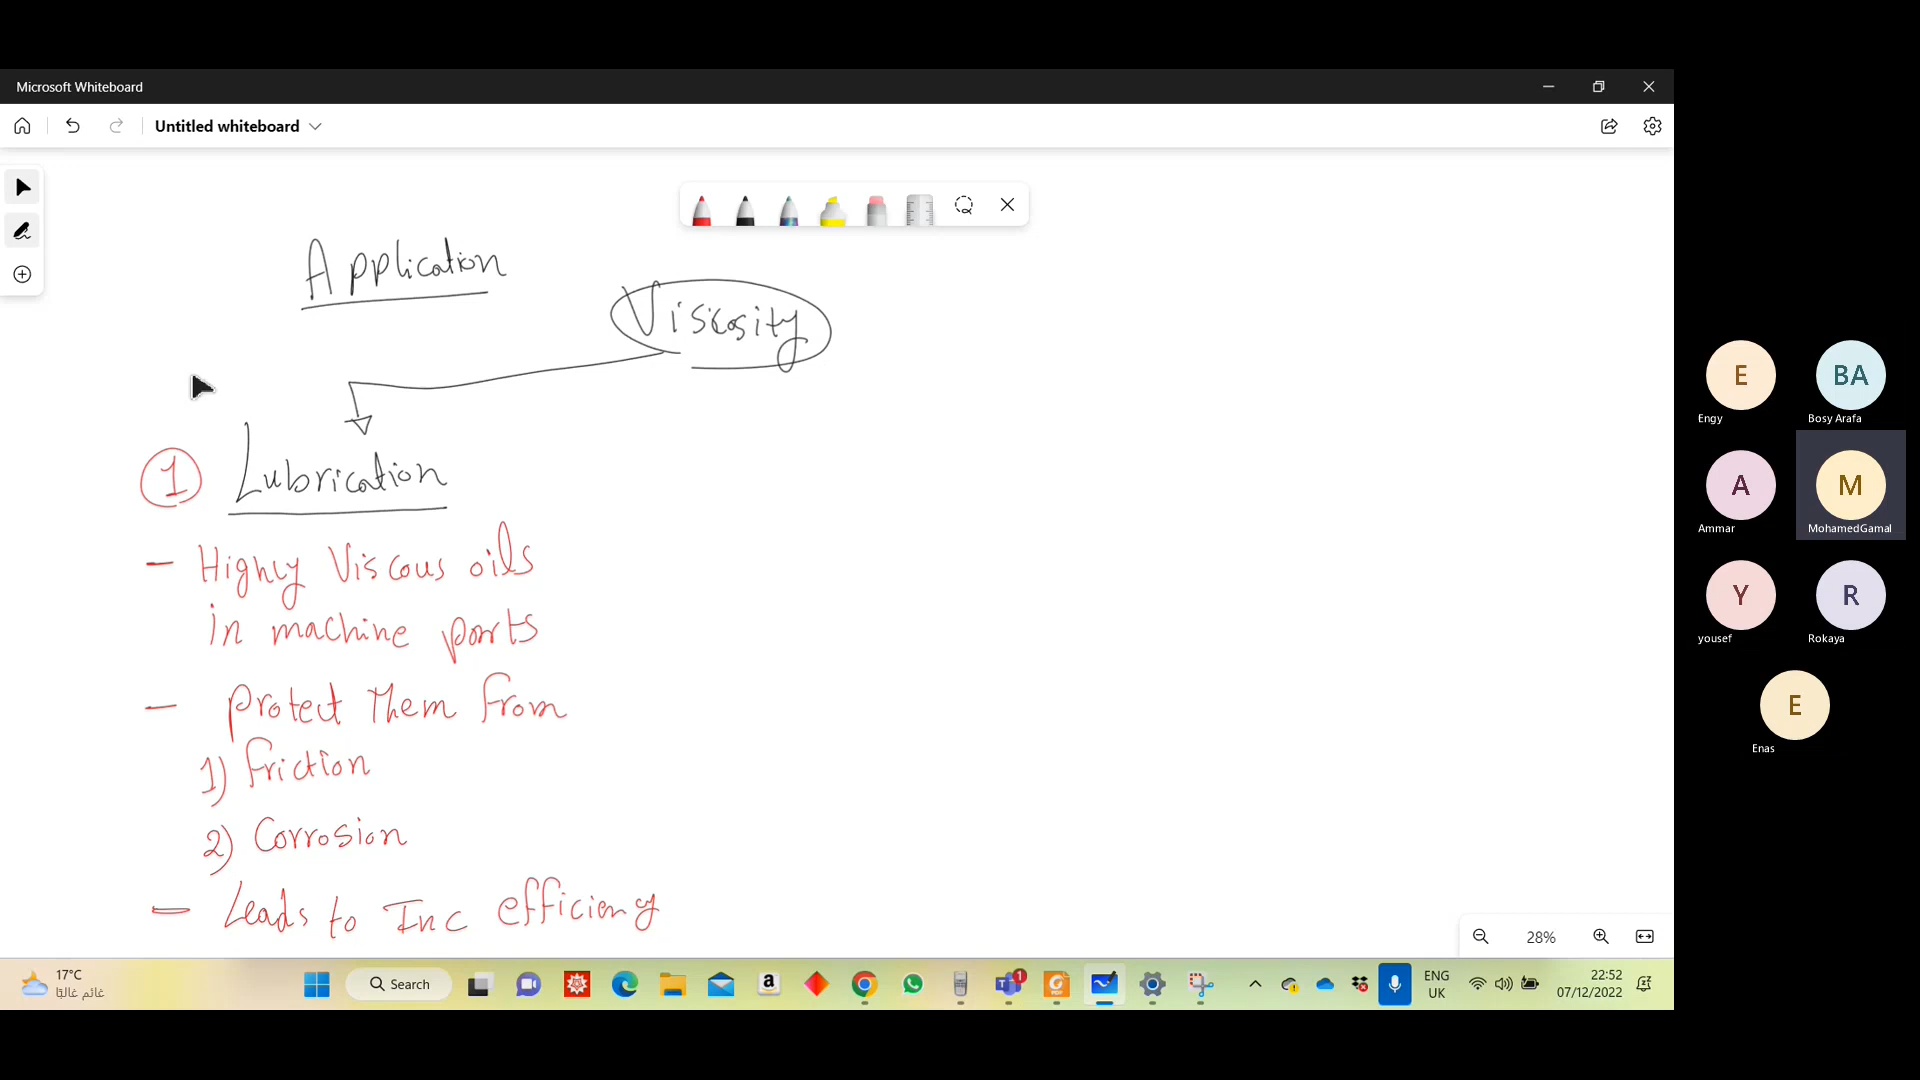 Microsoft Whiteboard
Untitled whiteboard
Application
Viscosity
1 Lubrication
- Highly Viscous oils
in machine parts
- protect them from
1) friction
2) Corrosion
- Leads to Inc efficiency
E
Engy
BA
Bosy Arafa
A
Ammar
M
MohamedGamal
Y
yousef
R
Rokaya
E
Enas
28%
17°C
غائم غالبًا
Search
a
1
ENG
UK
22:52
07/12/2022